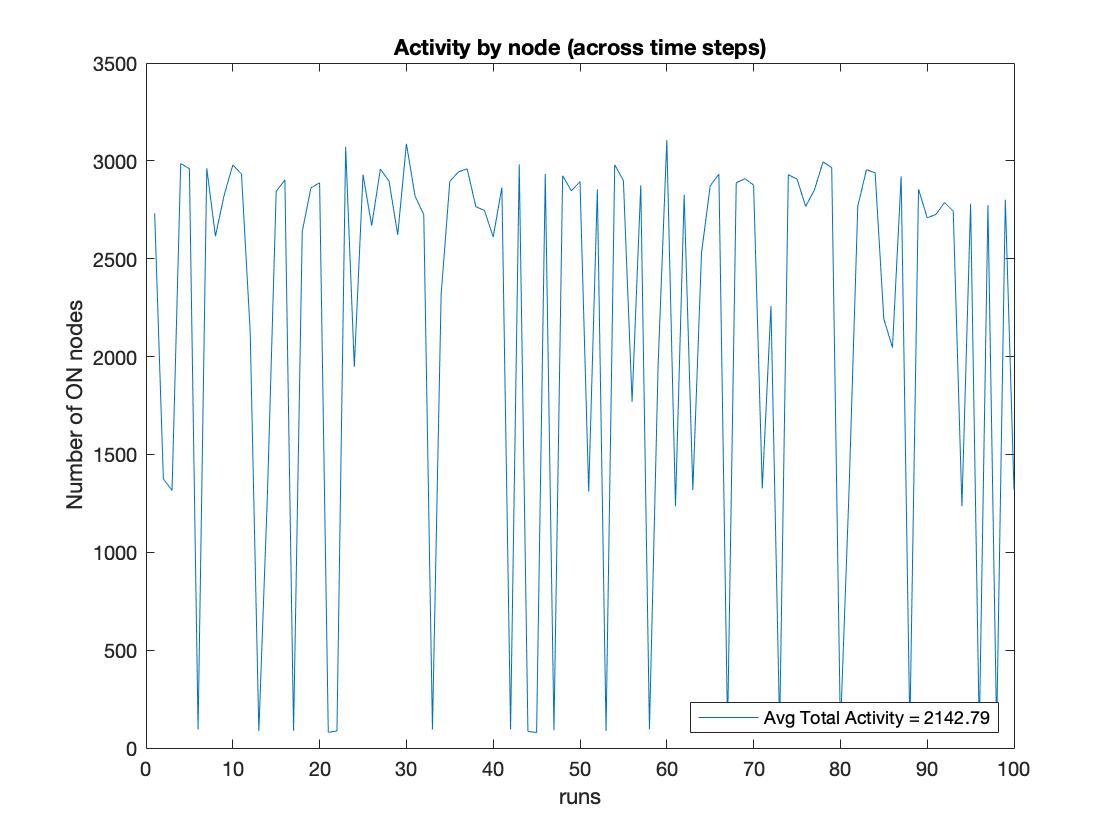 Activity by node (across time steps)
3500
3000
2500
2000
1500
1000
500
0
Number of ON nodes
Avg Total Activity = 2142.79
0 10 20 30 40 50 60 70 80 90 100
runs